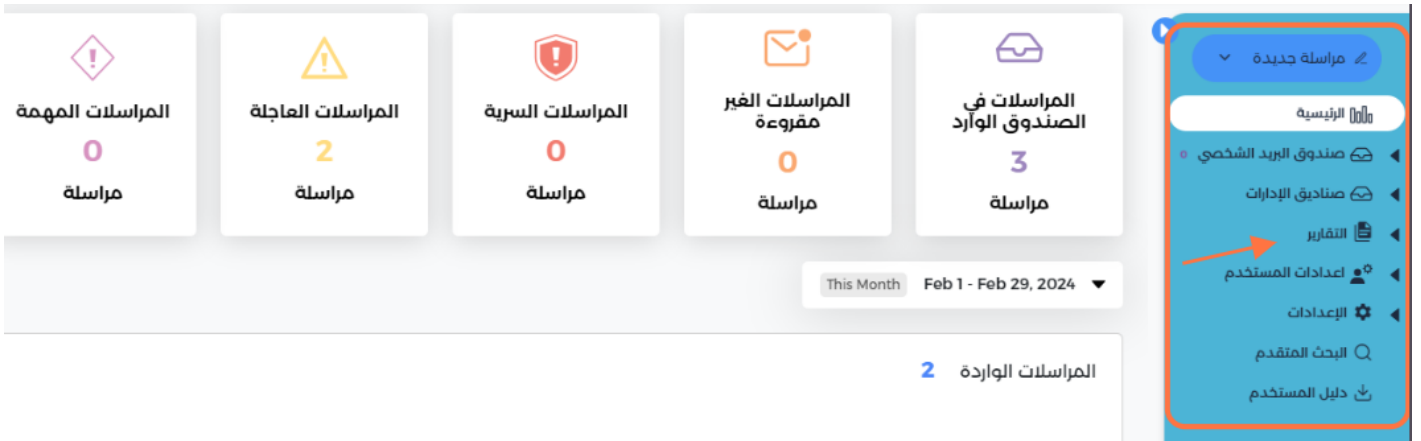 مراسلة جديدة
الرئيسية
صندوق البريد الشخصي 0
صناديق الإدارات
التقارير
اعدادات المستخدم
الإعدادات
البحث المتقدم
دليل المستخدم
المراسلات في
الصندوق الوارد
3
مراسلة
المراسلات الغير
مقروءة
0
مراسلة
المراسلات السرية
0
مراسلة
المراسلات العاجلة
2
مراسلة
المراسلات المهمة
0
مراسلة
This Month Feb 1 - Feb 29, 2024
المراسلات الواردة 2